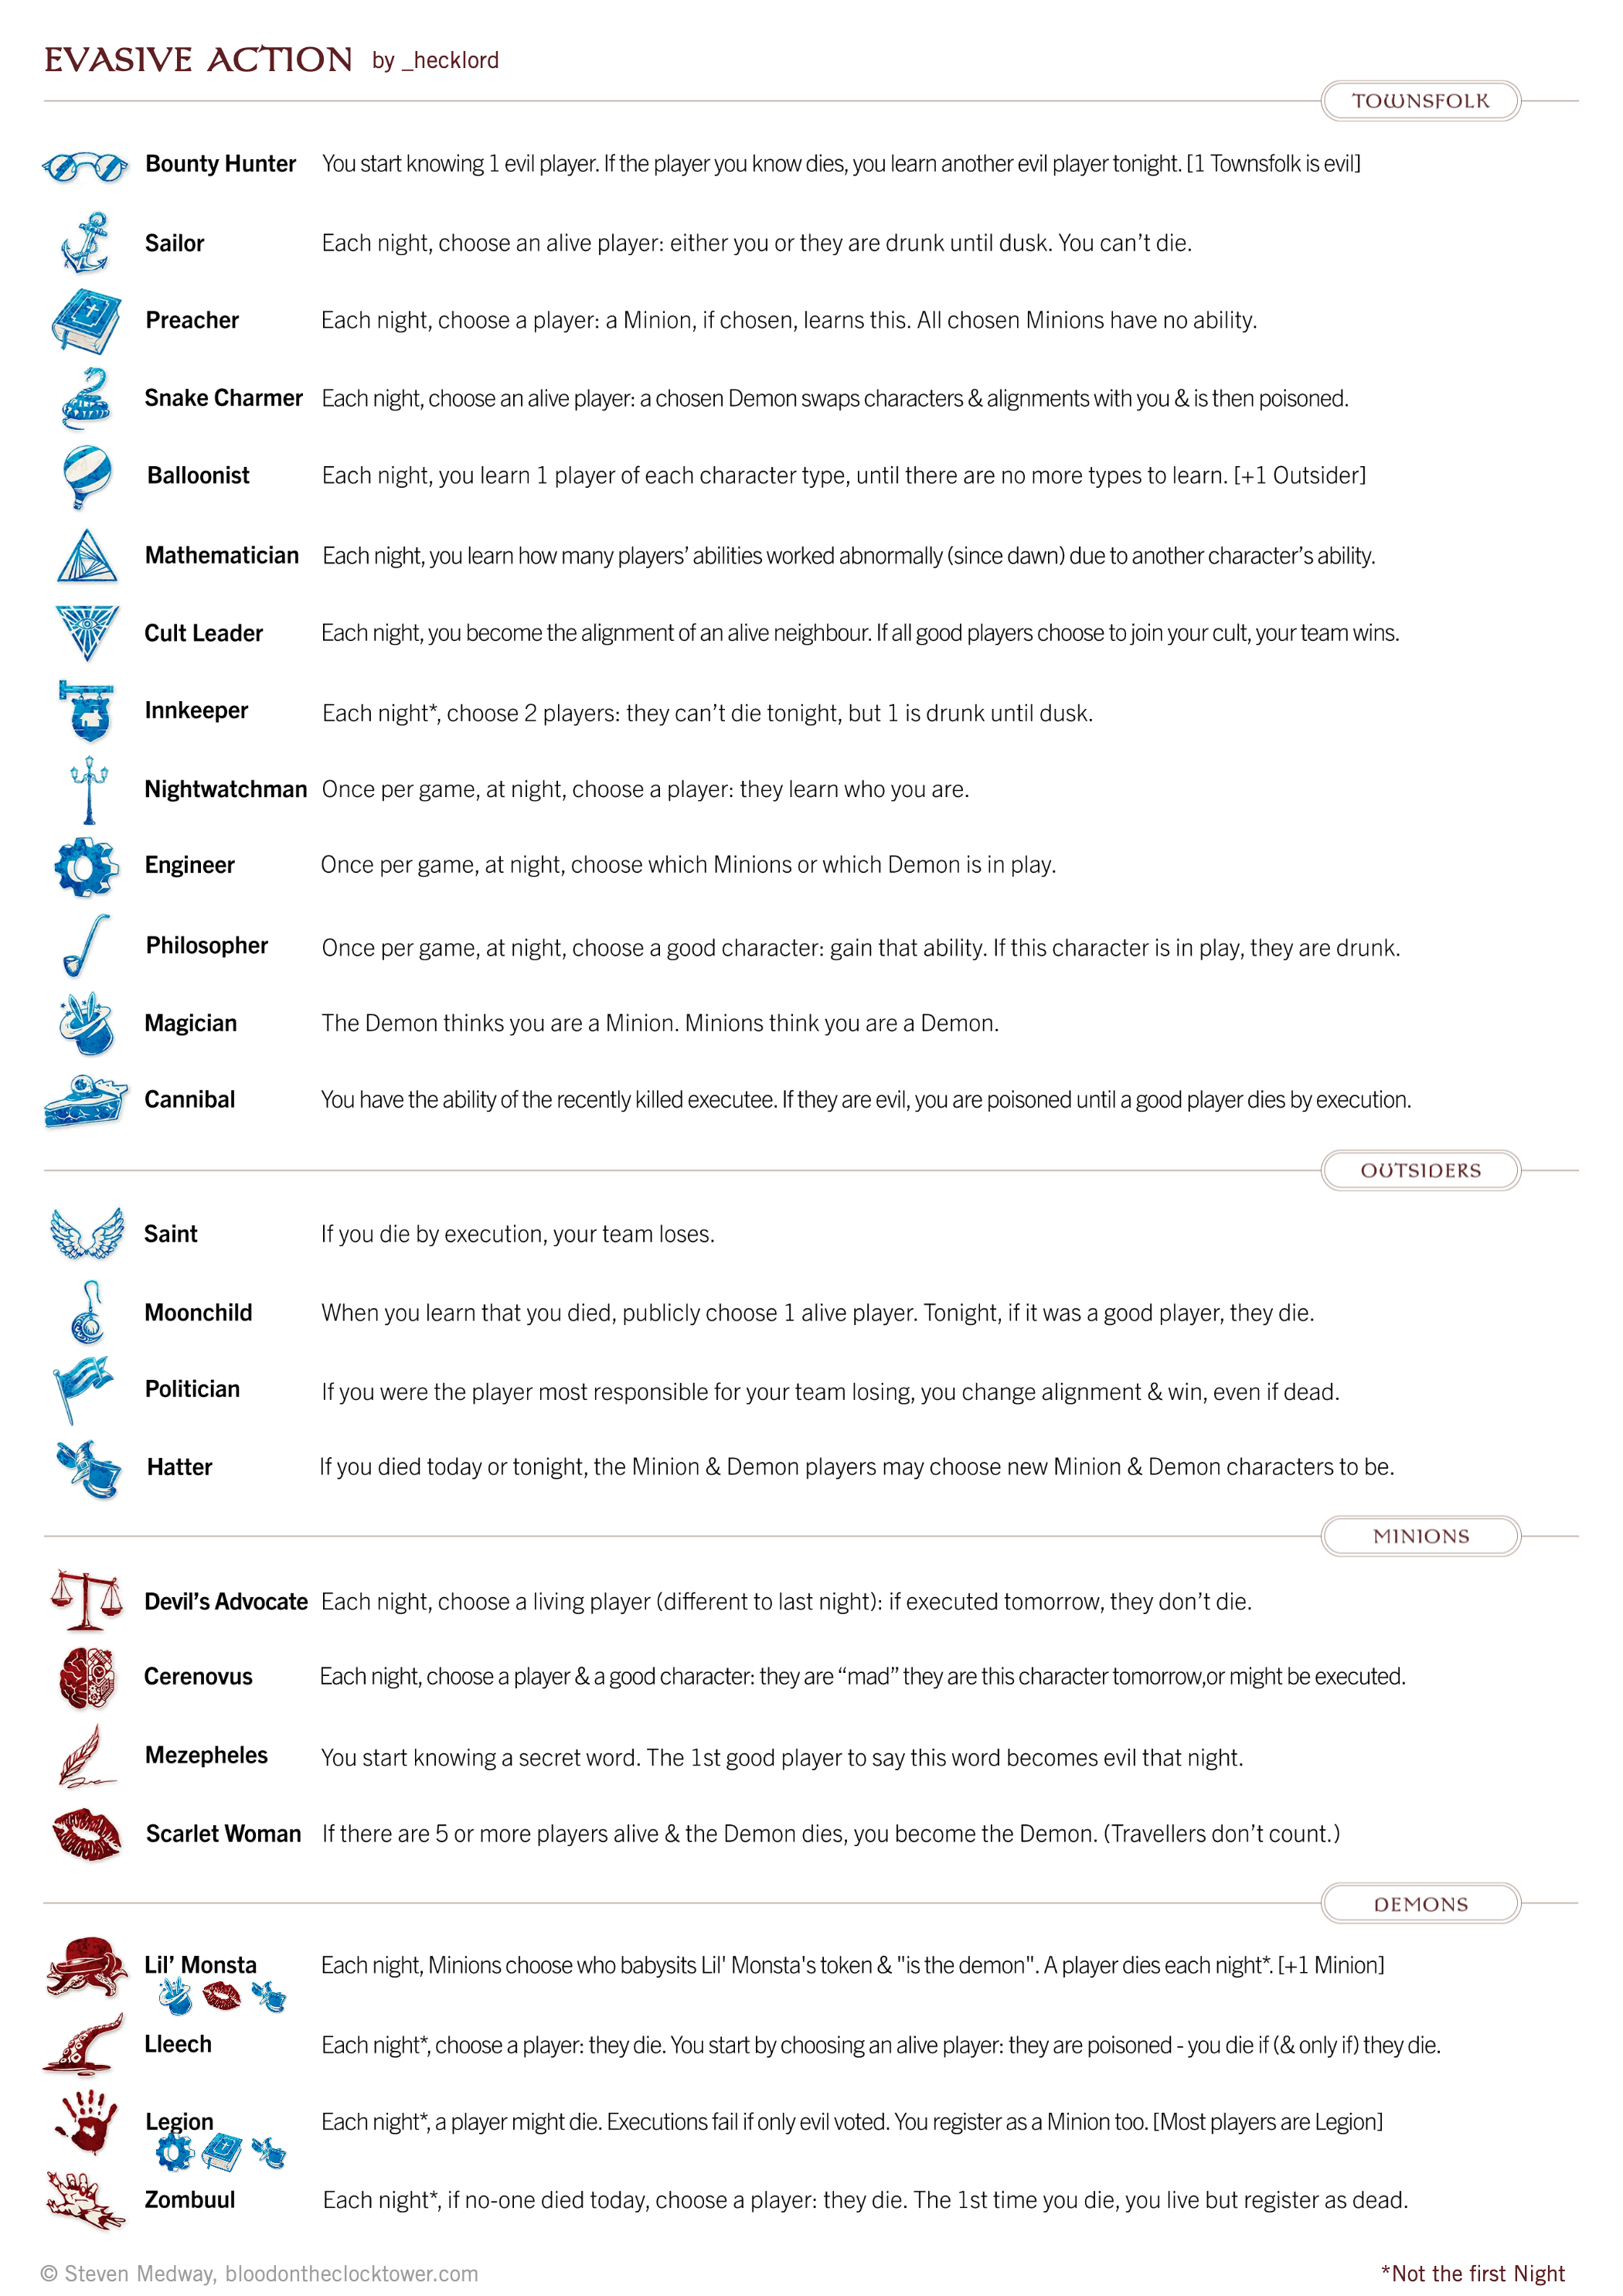 EVASIVE ACTION by _hecklord
TOWNSFOLK
Bounty Hunter You start knowing 1 evil player. If the player you know dies, you learn another evil player tonight. [1 Townsfolk is evil]
Sailor Each night, choose an alive player: either you or they are drunk until dusk. You can’t die.
Preacher Each night, choose a player: a Minion, if chosen, learns this. All chosen Minions have no ability.
Snake Charmer Each night, choose an alive player: a chosen Demon swaps characters & alignments with you & is then poisoned.
Balloonist Each night, you learn 1 player of each character type, until there are no more types to learn. [+1 Outsider]
Mathematician Each night, you learn how many players’ abilities worked abnormally (since dawn) due to another character’s ability.
Cult Leader Each night, you become the alignment of an alive neighbour. If all good players choose to join your cult, your team wins.
Innkeeper Each night*, choose 2 players: they can’t die tonight, but 1 is drunk until dusk.
Nightwatchman Once per game, at night, choose a player: they learn who you are.
Engineer Once per game, at night, choose which Minions or which Demon is in play.
Philosopher Once per game, at night, choose a good character: gain that ability. If this character is in play, they are drunk.
Magician The Demon thinks you are a Minion. Minions think you are a Demon.
Cannibal You have the ability of the recently killed executee. If they are evil, you are poisoned until a good player dies by execution.
OUTSIDERS
Saint If you die by execution, your team loses.
Moonchild When you learn that you died, publicly choose 1 alive player. Tonight, if it was a good player, they die.
Politician If you were the player most responsible for your team losing, you change alignment & win, even if dead.
Hatter If you died today or tonight, the Minion & Demon players may choose new Minion & Demon characters to be.
MINIONS
Devil’s Advocate Each night, choose a living player (different to last night): if executed tomorrow, they don’t die.
Cerenovus Each night, choose a player & a good character: they are “mad” they are this character tomorrow,or might be executed.
Mezepheles You start knowing a secret word. The 1st good player to say this word becomes evil that night.
Scarlet Woman If there are 5 or more players alive & the Demon dies, you become the Demon. (Travellers don’t count.)
DEMONS
Lil’ Monsta Each night, Minions choose who babysits Lil' Monsta's token & "is the demon". A player dies each night*. [+1 Minion]
Lleech Each night*, choose a player: they die. You start by choosing an alive player: they are poisoned - you die if (& only if) they die.
Legion Each night*, a player might die. Executions fail if only evil voted. You register as a Minion too. [Most players are Legion]
Zombuul Each night*, if no-one died today, choose a player: they die. The 1st time you die, you live but register as dead.
© Steven Medway, bloodontheclocktower.com *Not the first Night